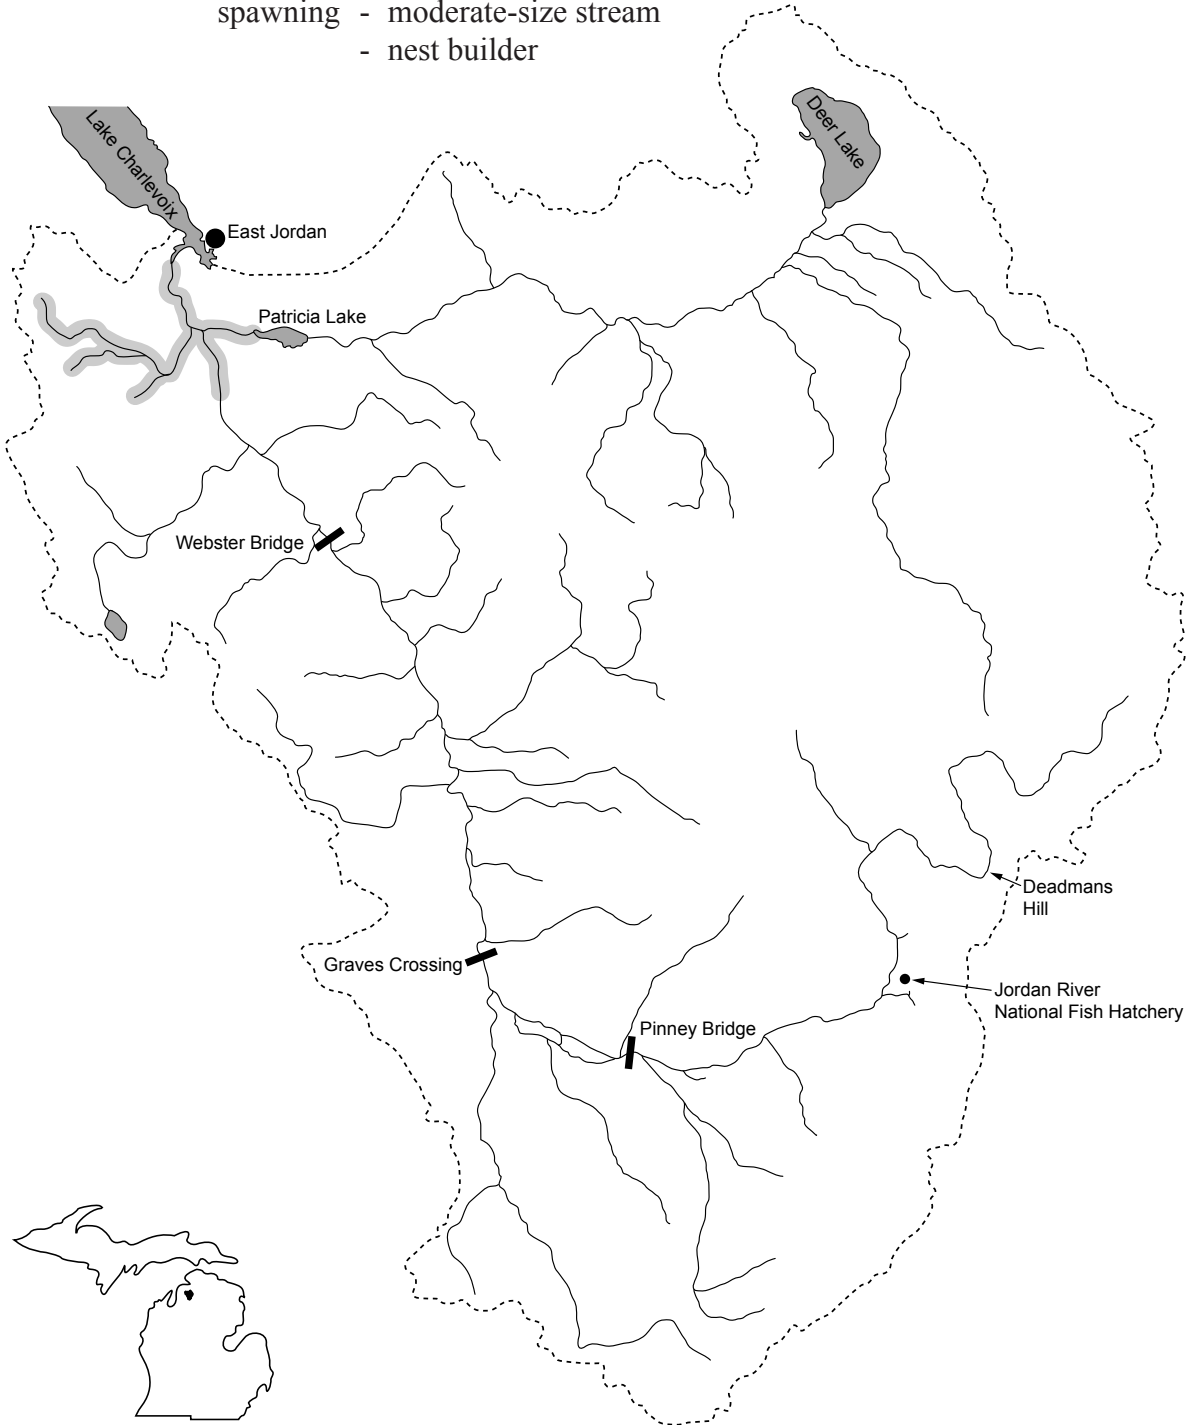 spawning - moderate-size stream
- nest builder
Deer Lake
Lake Charlevoix
East Jordan
Patricia Lake
Webster Bridge
Deadmans
Hill
Graves Crossing
Jordan River
National Fish Hatchery
Pinney Bridge